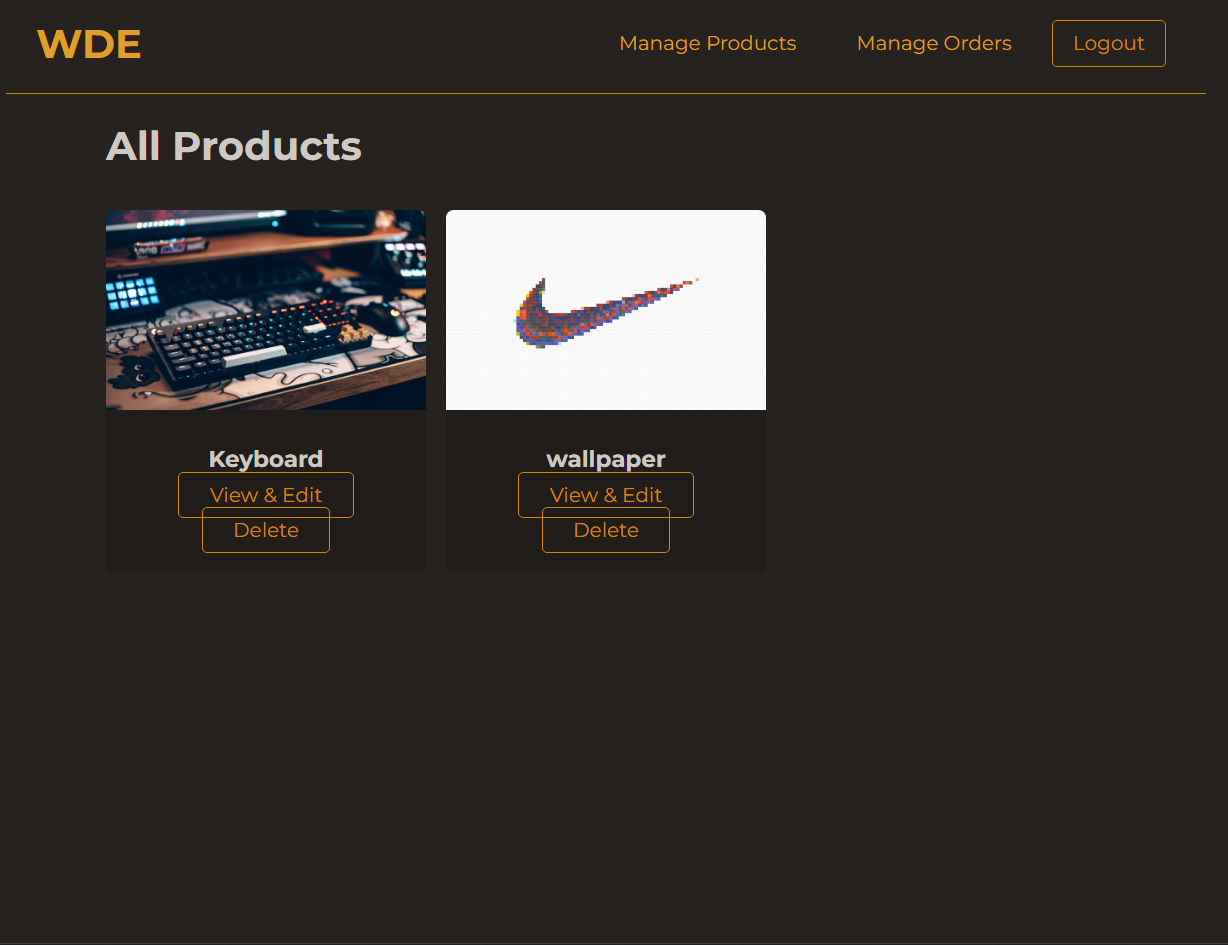 WDE
Manage Products
Manage Orders
Logout
All Products
Keyboard
wallpaper
View & Edit
View & Edit
Delete
Delete